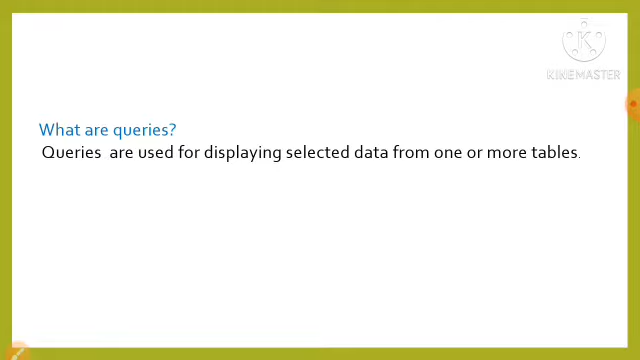 K
KINEMASTER
What are queries?
Queries are used for displaying selected data from one or more tables.